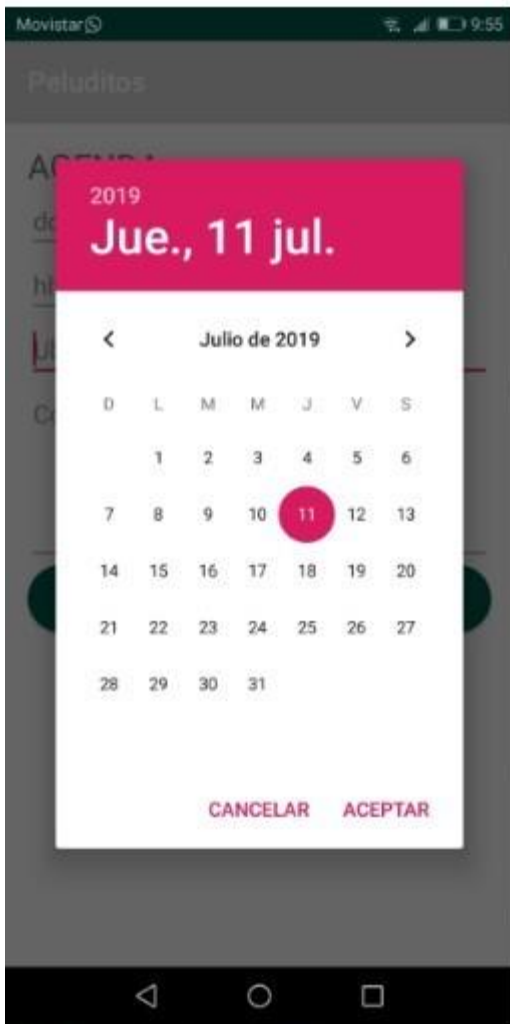 Movistar 9:55
Peluditos
2019
Jue., 11 jul.
Julio de 2019
D L M M J V S
1 2 3 4 5 6
7 8 9 10 11 12 13
14 15 16 17 18 19 20
21 22 23 24 25 26 27
28 29 30 31
CANCELAR ACEPTAR